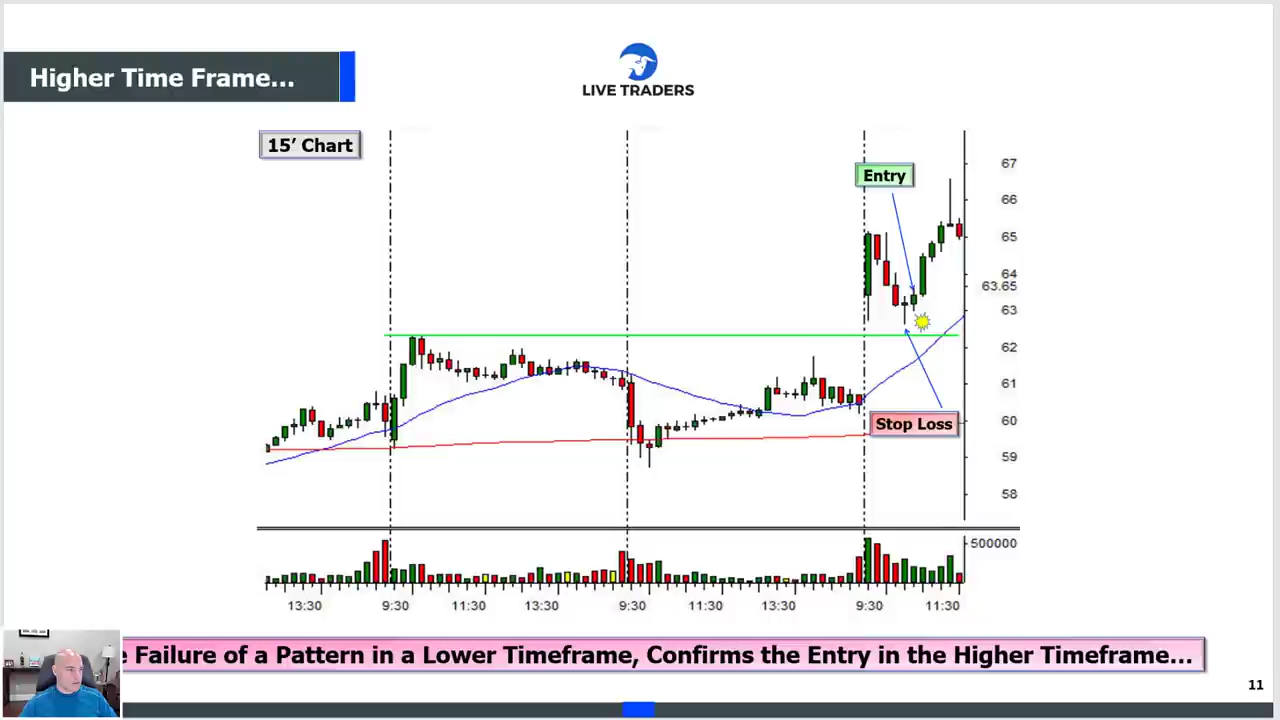 Higher Time Frame...
LIVE TRADERS
15’ Chart
Entry
67
66
65
64
63.65
63
62
61
60
59
58
Stop Loss
500000
13:30 9:30 11:30 13:30 9:30 11:30 13:30 9:30 11:30
Failure of a Pattern in a Lower Timeframe, Confirms the Entry in the Higher Timeframe...
11